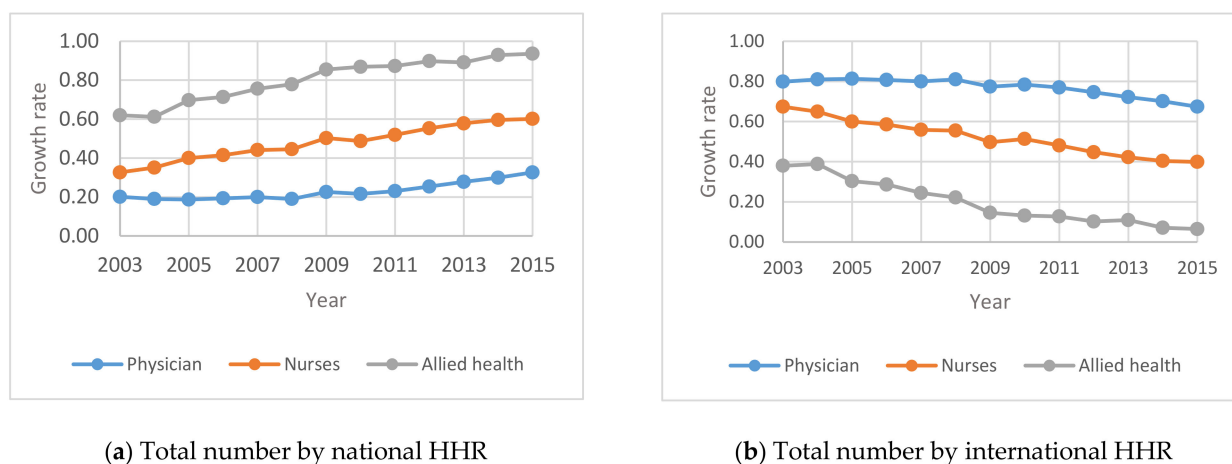 1.00
0.80
0.60
0.40
0.20
0.00
Growth rate
2003 2005 2007 2009 2011 2013 2015
Year
Physician Nurses Allied health
(a) Total number by national HHR
1.00
0.80
0.60
0.40
0.20
0.00
Growth rate
2003 2005 2007 2009 2011 2013 2015
Year
Physician Nurses Allied health
(b) Total number by international HHR